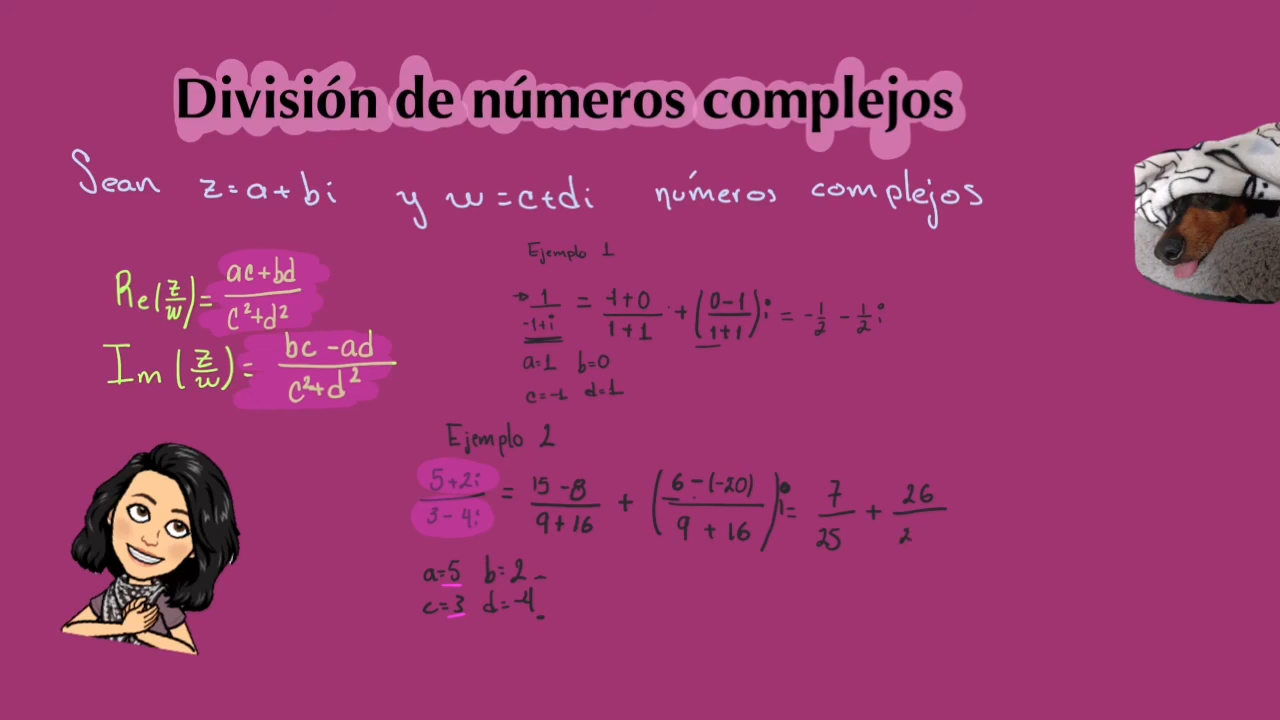 División de números complejos
Sean z=a+bi y w=c+di números complejos
Re(z/w)= ac+bd / c²+d²
Im(z/w)= bc-ad / c²+d²
Ejemplo 1
1 / -1+i = -1+0 / 1+1 + (0-1 / 1+1)i = -1/2 - 1/2 i
a=1 b=0
c=-1 d=1
Ejemplo 2
5+2i / 3-4i = 15-8 / 9+16 + (6-(-20) / 9+16)i = 7/25 + 26/2
a=5 b=2
c=3 d=-4